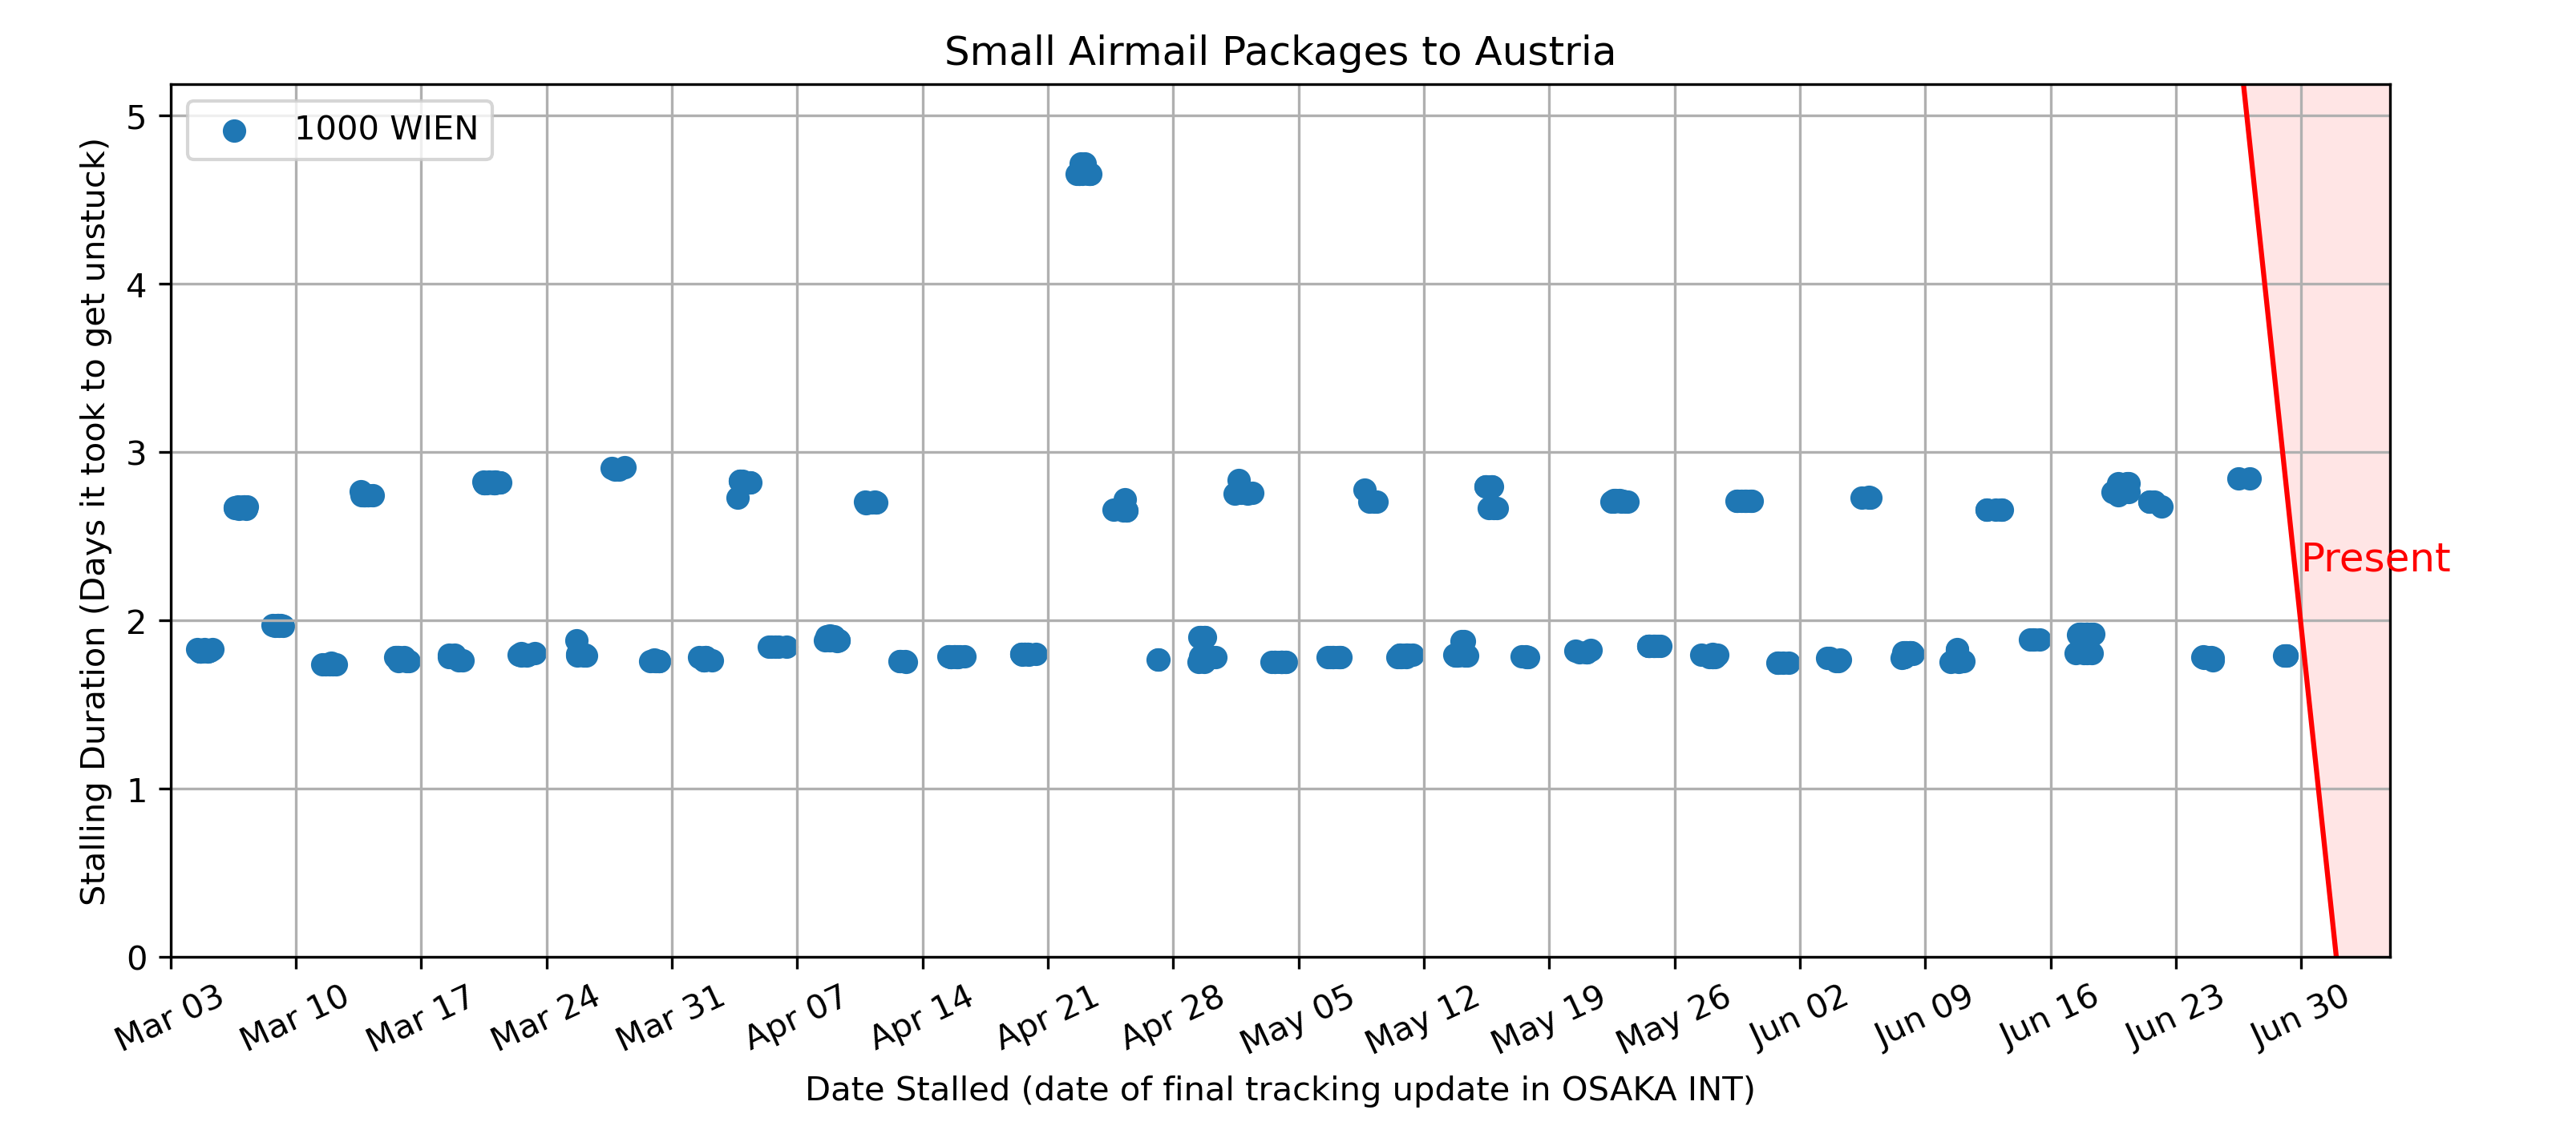 Small Airmail Packages to Austria
1000 WIEN
Stalling Duration (Days it took to get unstuck)
5
4
3
2
1
0
Present
Mar 03
Mar 10
Mar 17
Mar 24
Mar 31
Apr 07
Apr 14
Apr 21
Apr 28
May 05
May 12
May 19
May 26
Jun 02
Jun 09
Jun 16
Jun 23
Jun 30
Date Stalled (date of final tracking update in OSAKA INT)